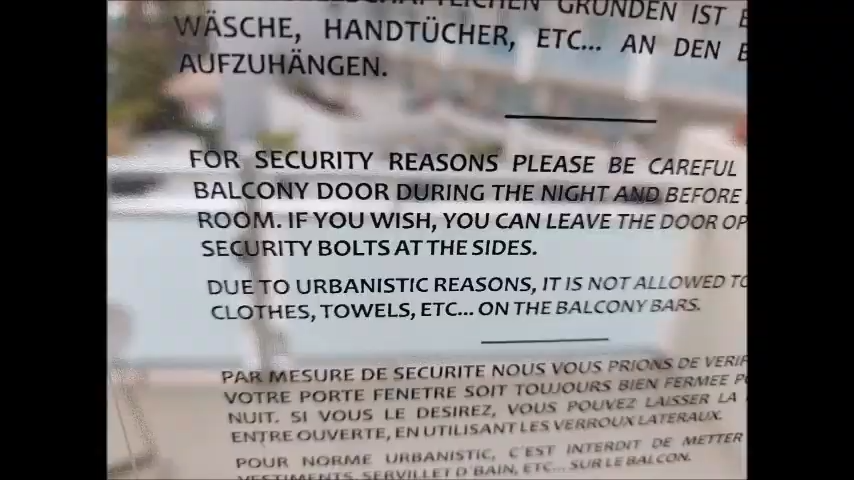 GRÜNDEN IST
WÄSCHE, HANDTÜCHER, ETC... AN DEN
AUFZUHÄNGEN.
FOR SECURITY REASONS PLEASE BE CAREFUL
BALCONY DOOR DURING THE NIGHT AND BEFORE
ROOM. IF YOU WISH, YOU CAN LEAVE THE DOOR OP
SECURITY BOLTS AT THE SIDES.
DUE TO URBANISTIC REASONS, IT IS NOT ALLOWED TO
CLOTHES, TOWELS, ETC... ON THE BALCONY BARS.
PAR MESURE DE SECURITE NOUS VOUS PRIONS DE VERIF
VOTRE PORTE FENETRE SOIT TOUJOURS BIEN FERMEE
NUIT. SI VOUS LE DESIREZ, VOUS POUVEZ LAISSER LA
ENTRE OUVERTE, EN UTILISANT LES VERROUX LATERAUX.
POUR NORME URBANISTIC, C'EST INTERDIT DE METTER
VESTIMENTS, SERVILLET D'BAIN, ETC... SUR LE BALCON.